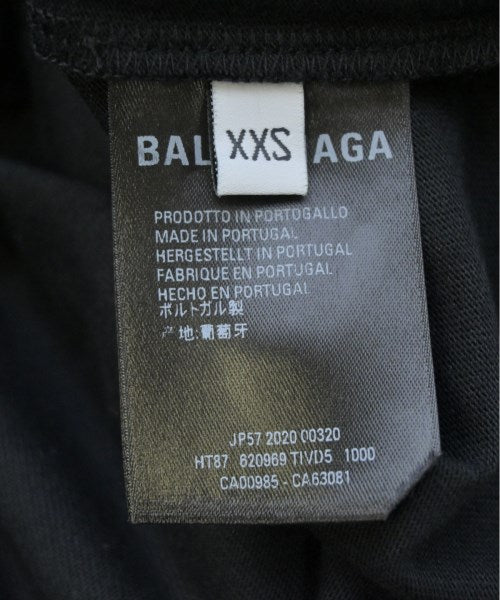 BAL AGA
XXS
PRODOTTO IN PORTUGALLO
MADE IN PORTUGAL
HERGESTELLT IN PORTUGAL
FABRIQUE EN PORTUGAL
HECHO EN PORTUGAL
ポルトガル製
产地:葡萄牙
JP57 2020 00320
HT87 620969 TIVD5 1000
CA00985 - CA63081